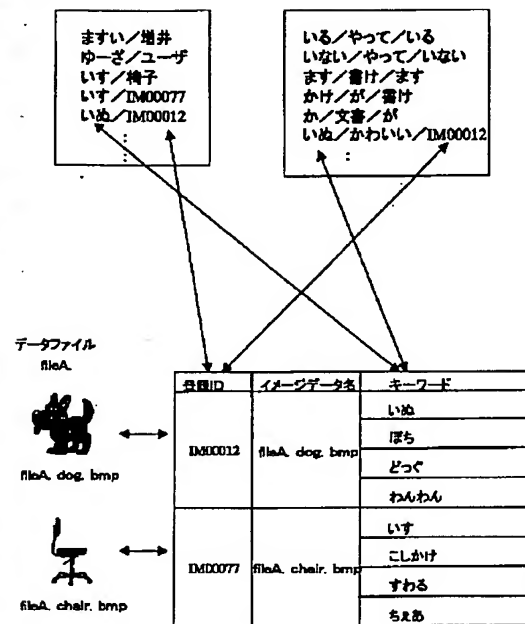 ますい／増井
ゆーざ／ユーザ
いす／椅子
いす／IM00077
いぬ／IM00012
いる／やって／いる
いない／やって／いない
ます／書け／ます
かけ／が／書け
か／文書／が
いぬ／かわいい／IM00012
データファイル
fileA.
登録ID イメージデータ名 キーワード
fileA. dog. bmp
IM00012 fileA. dog. bmp
いぬ
ぽち
どっぐ
わんわん
fileA. chair. bmp
IM00077 fileA. chair. bmp
いす
こしかけ
すわる
ちぇあ